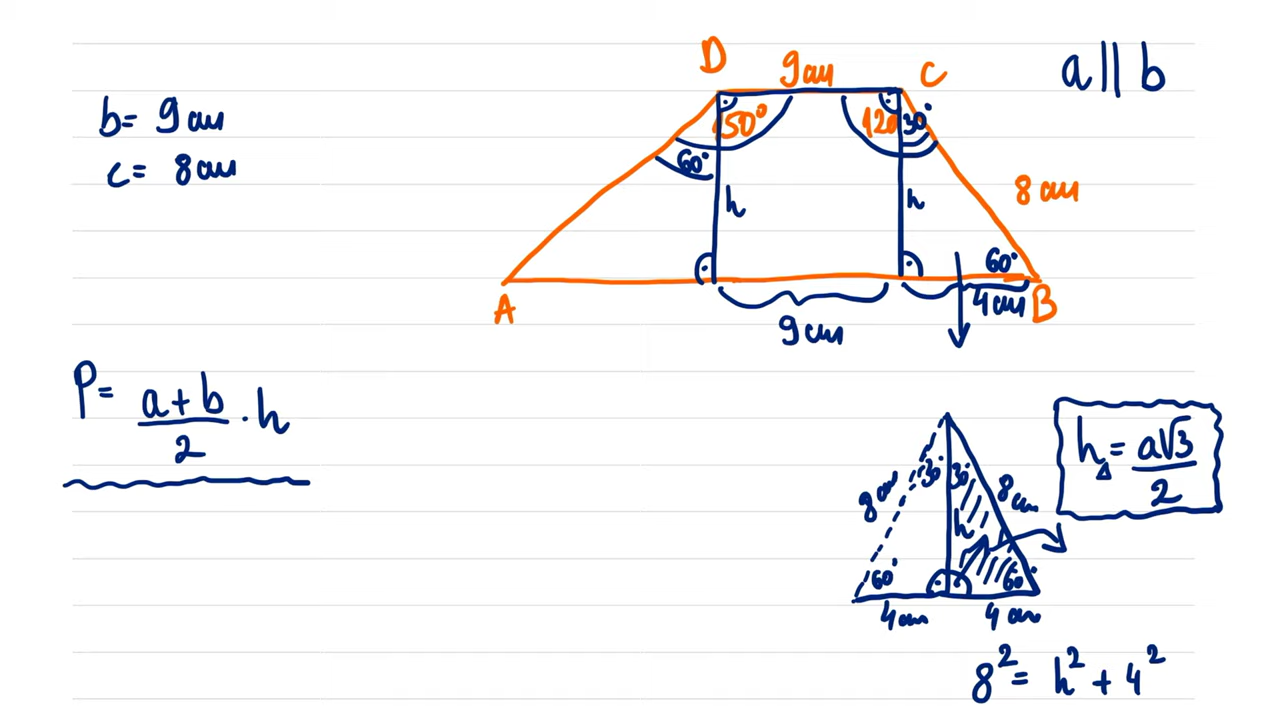 D 9cm C a || b
b= 9cm
c= 8cm
150° 120 30°
60°
h h 8cm
60°
A 9cm 4cm B
P= a+b/2 · h
30° 30°
8cm 8cm
h
60° 60°
4cm 4cm
h△= a√3/2
8²= h²+4²